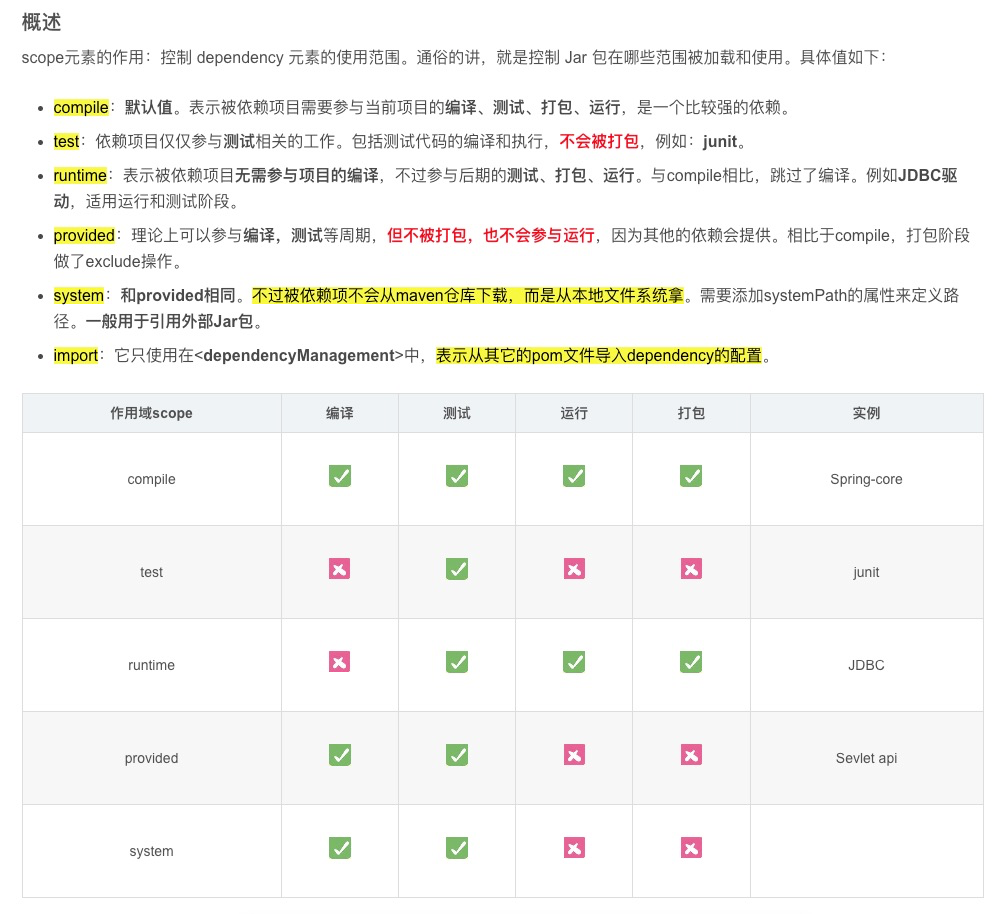 概述
scope元素的作用：控制 dependency 元素的使用范围。通俗的讲，就是控制 Jar 包在哪些范围被加载和使用。具体值如下：
• compile：默认值。表示被依赖项目需要参与当前项目的编译、测试、打包、运行，是一个比较强的依赖。
• test：依赖项目仅仅参与测试相关的工作。包括测试代码的编译和执行，不会被打包，例如：junit。
• runtime：表示被依赖项目无需参与项目的编译，不过参与后期的测试、打包、运行。与compile相比，跳过了编译。例如JDBC驱
动，适用运行和测试阶段。
• provided：理论上可以参与编译，测试等周期，但不被打包，也不会参与运行，因为其他的依赖会提供。相比于compile，打包阶段
做了exclude操作。
• system：和provided相同。不过被依赖项不会从maven仓库下载，而是从本地文件系统拿。需要添加systemPath的属性来定义路
径。一般用于引用外部Jar包。
• import：它只使用在<dependencyManagement>中，表示从其它的pom文件导入dependency的配置。
作用域scope 编译 测试 运行 打包 实例
compile ✅ ✅ ✅ ✅ Spring-core
test ❎ ✅ ❎ ❎ junit
runtime ❎ ✅ ✅ ✅ JDBC
provided ✅ ✅ ❎ ❎ Sevlet api
system ✅ ✅ ❎ ❎